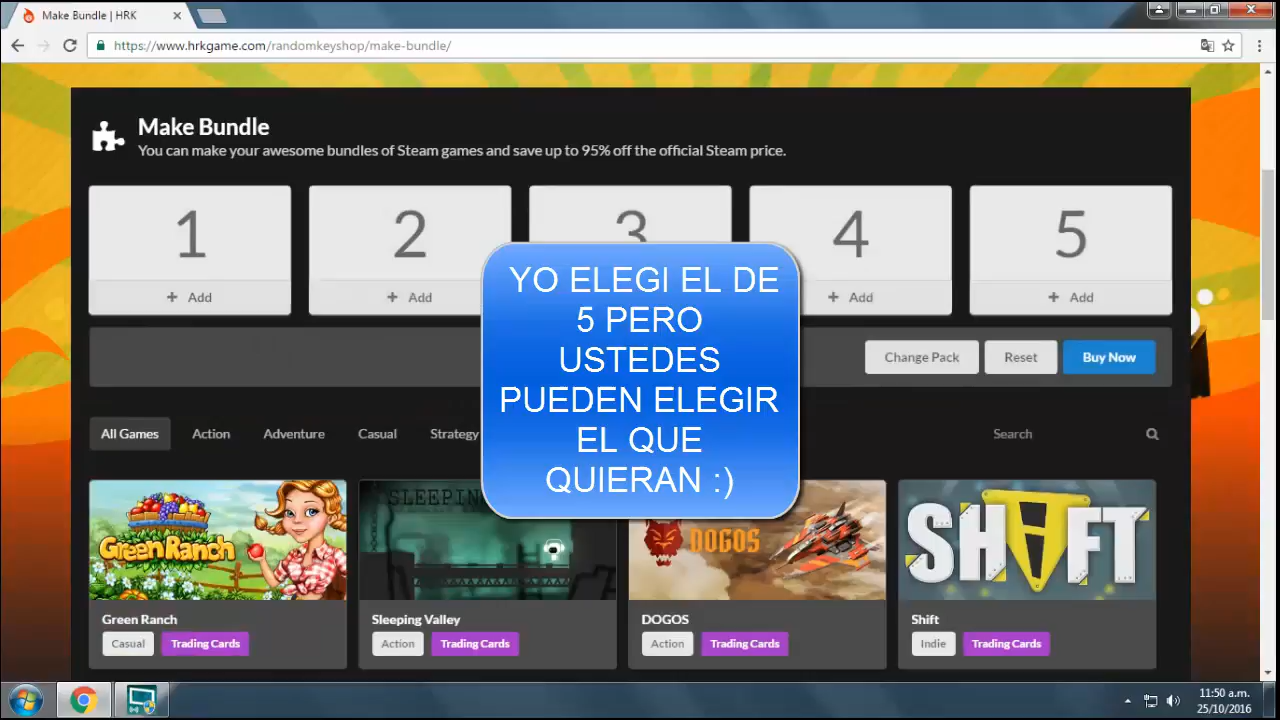 Make Bundle | HRK
https://www.hrkgame.com/randomkeyshop/make-bundle/
Make Bundle
You can make your awesome bundles of Steam games and save up to 95% off the official Steam price.
1 2 3 4 5
+ Add + Add + Add + Add
YO ELEGI EL DE
5 PERO
USTEDES
PUEDEN ELEGIR
EL QUE
QUIERAN :)
Change Pack Reset Buy Now
All Games Action Adventure Casual Strategy Search
GreenRanch
SLEEPIN
DOGOS
SHiFT
Green Ranch Sleeping Valley DOGOS Shift
Casual Trading Cards Action Trading Cards Action Trading Cards Indie Trading Cards
11:50 a.m.
25/10/2016